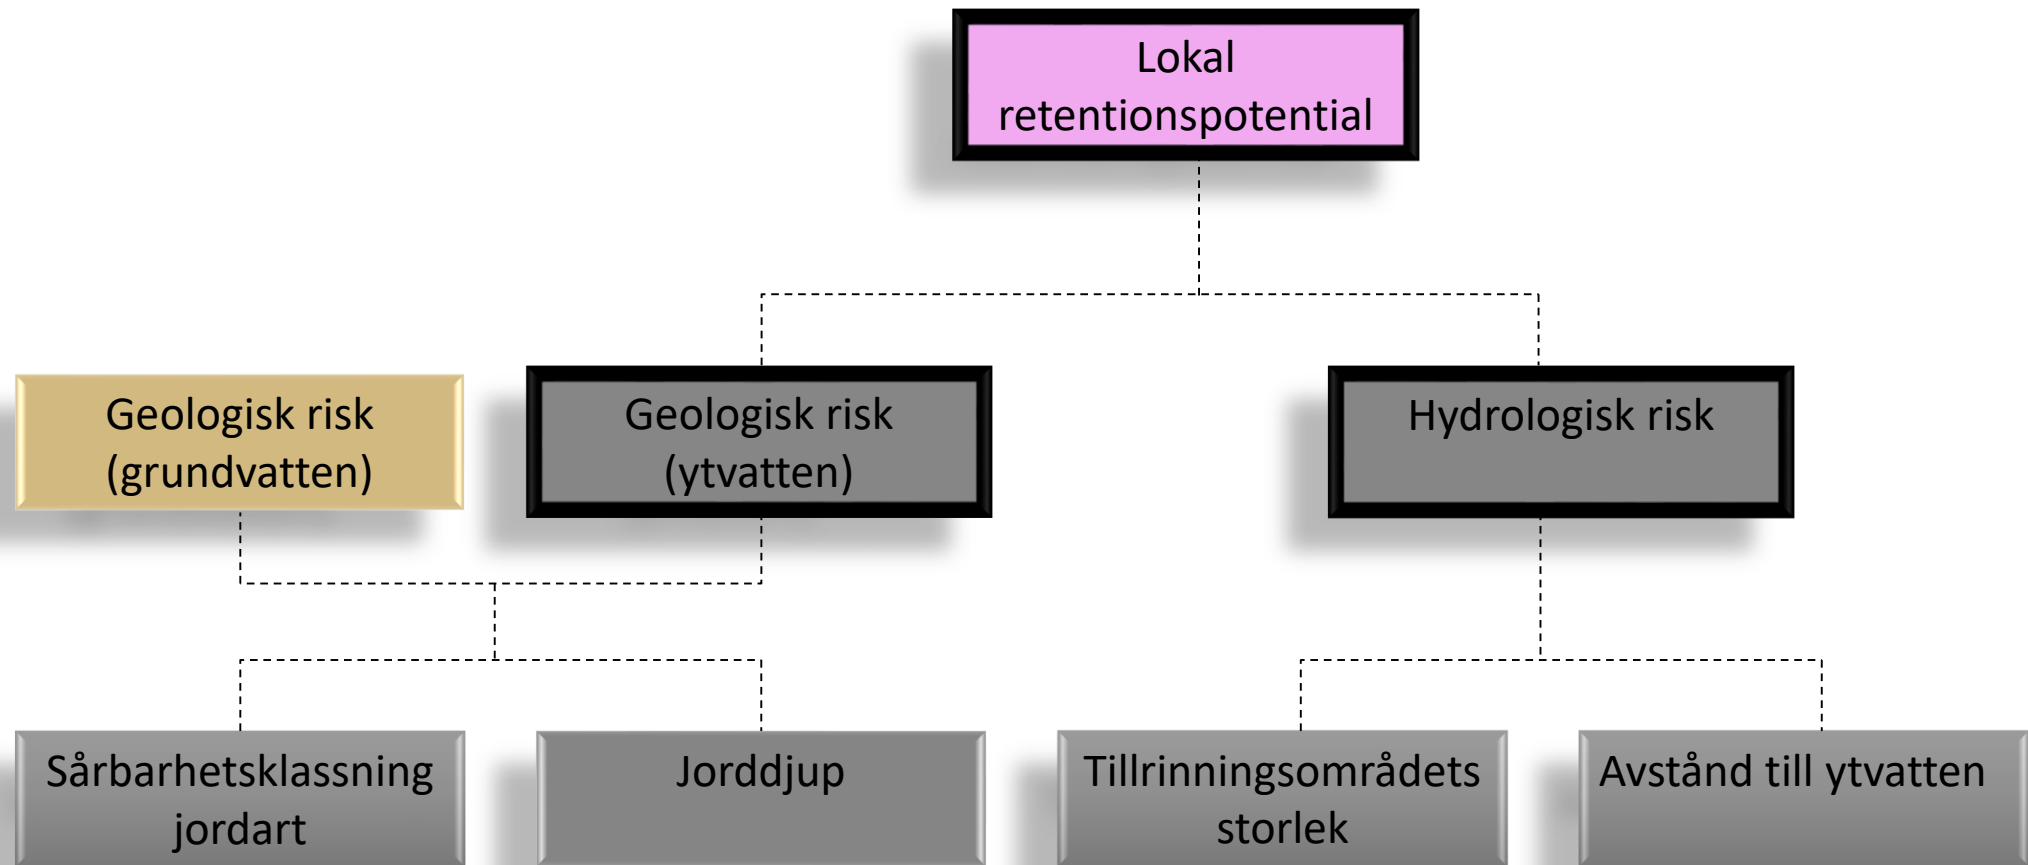 Lokal
retentionspotential
Geologisk risk
(grundvatten)
Geologisk risk
(ytvatten)
Hydrologisk risk
Sårbarhetsklassning
jordart
Jorddjup
Tillrinningsområdets
storlek
Avstånd till ytvatten